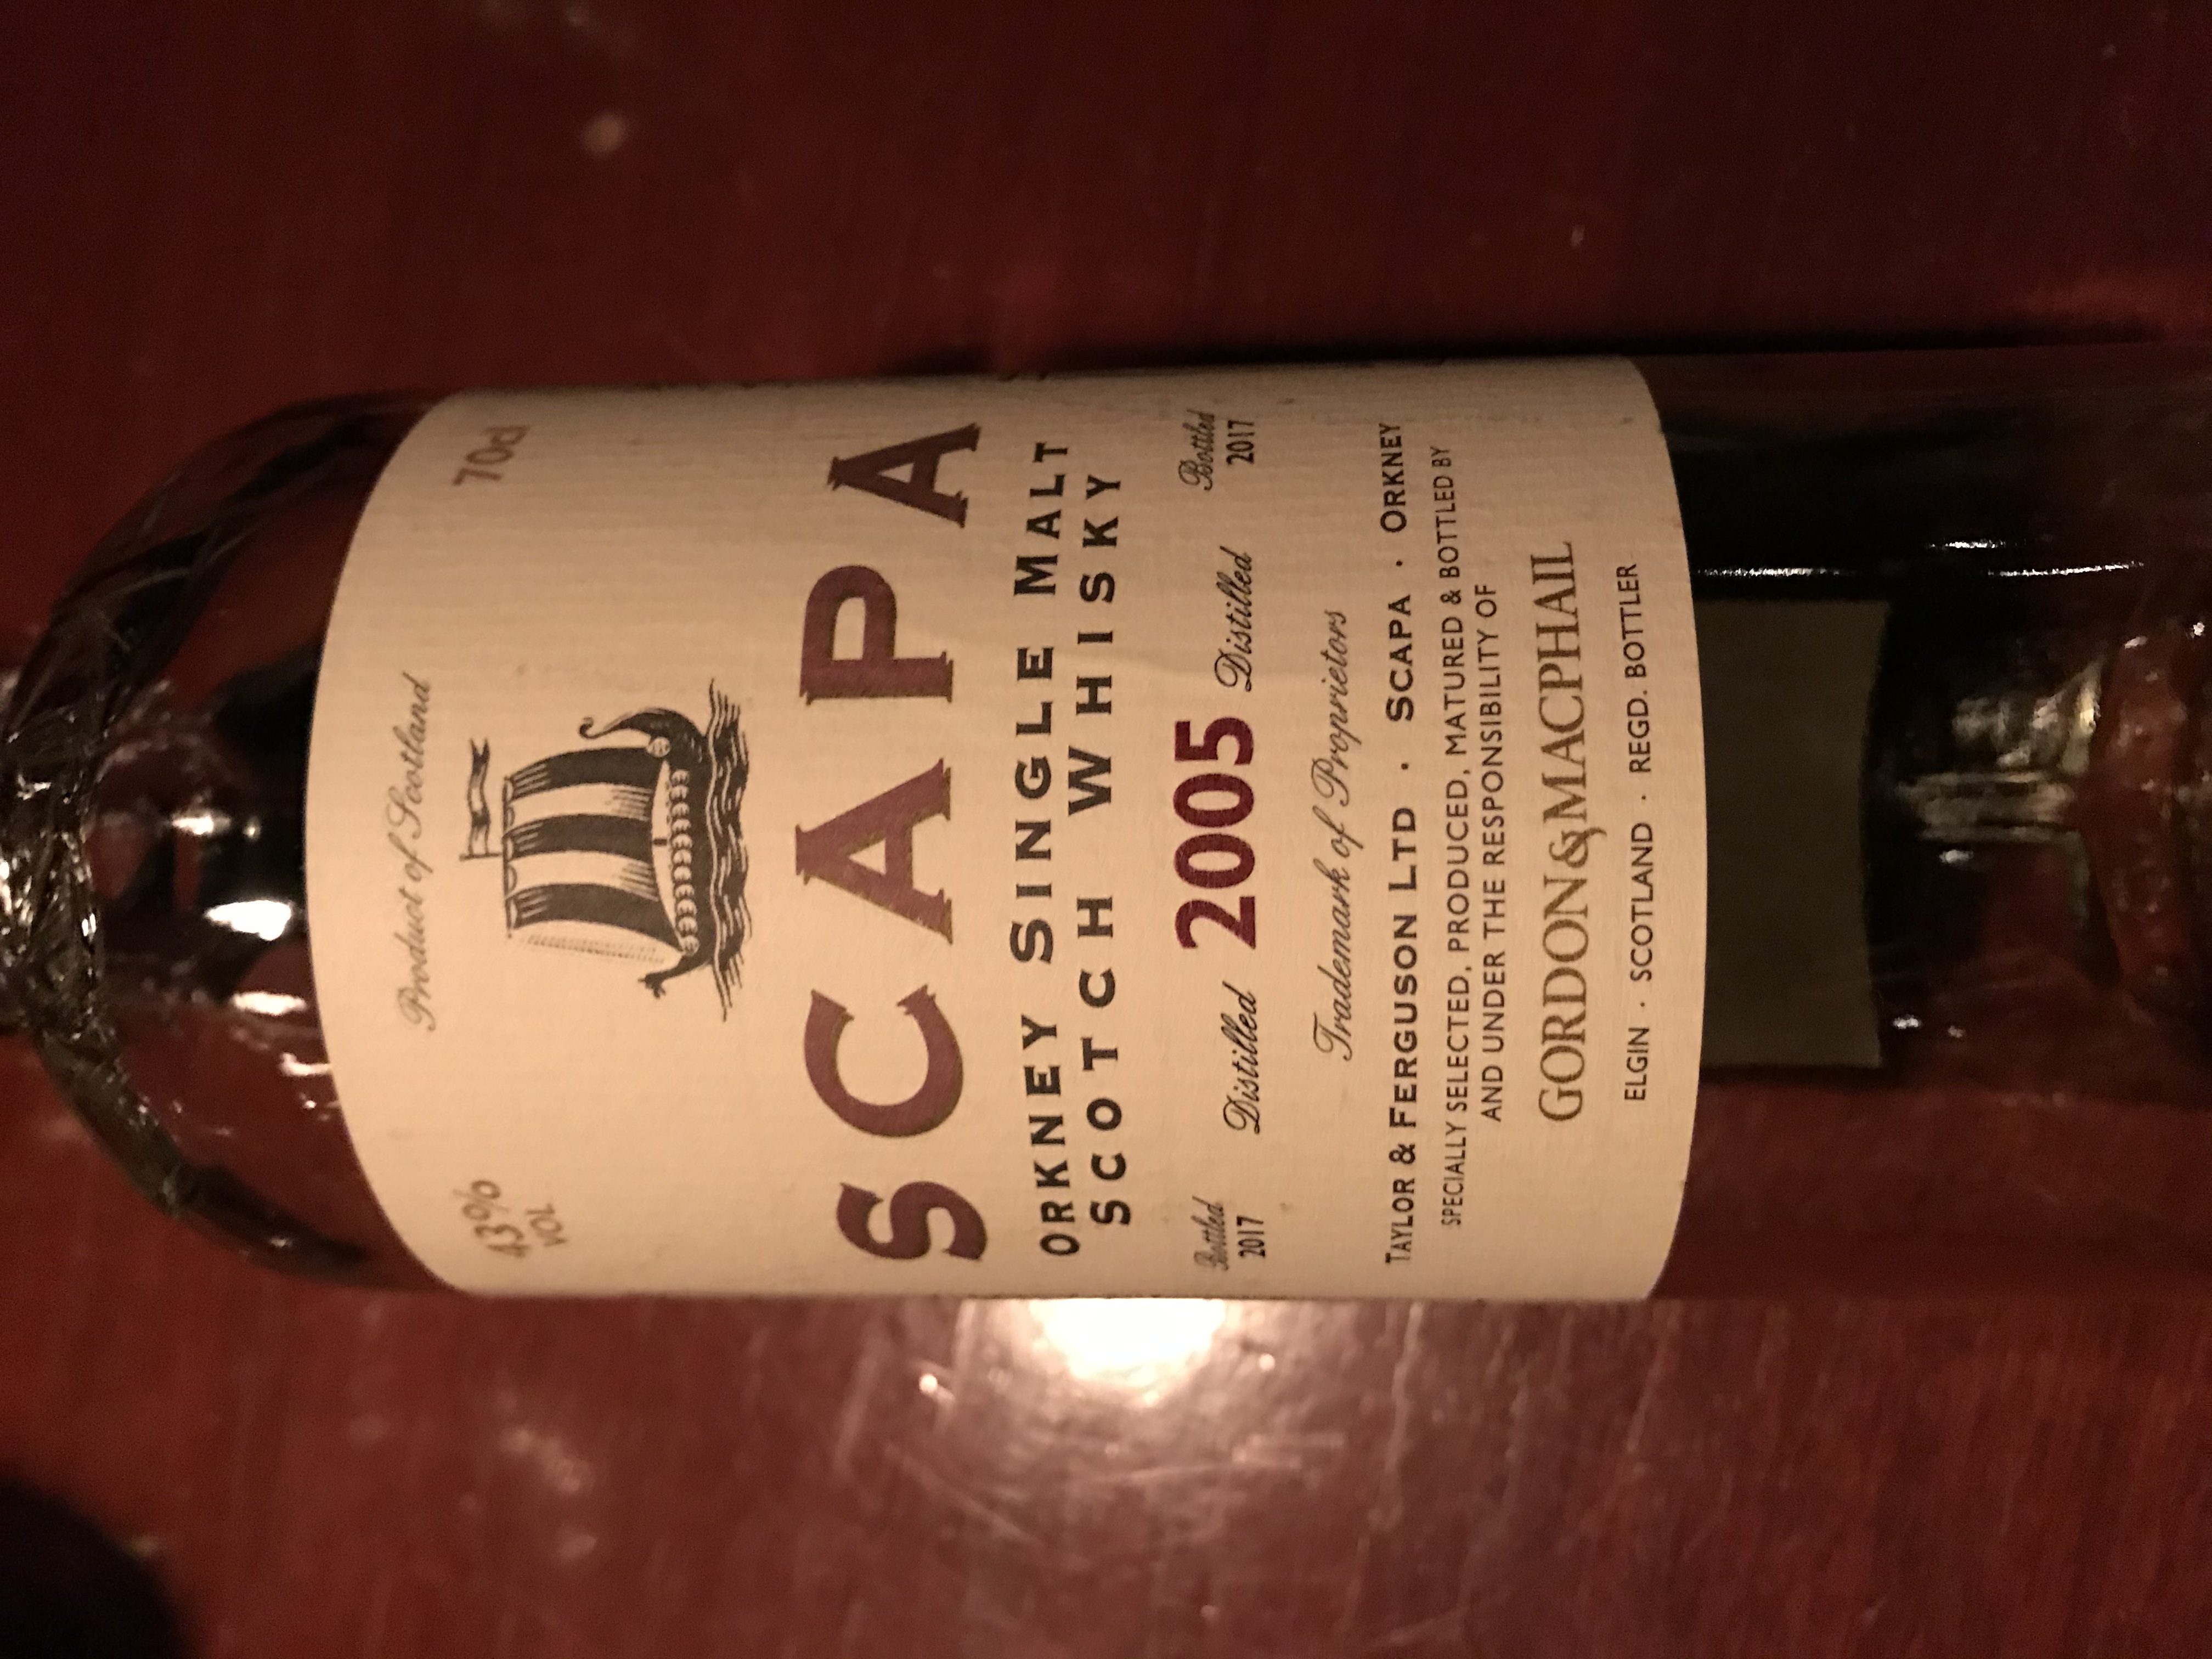 Product of Scotland
43% 70cl
VOL
SCAPA
ORKNEY SINGLE MALT
SCOTCH WHISKY
Bottled 2017 Distilled 2005 Distilled Bottled 2017
Trademark of Proprietors
TAYLOR & FERGUSON LTD · SCAPA · ORKNEY
SPECIALLY SELECTED, PRODUCED, MATURED & BOTTLED BY
AND UNDER THE RESPONSIBILITY OF
GORDON & MACPHAIL
ELGIN · SCOTLAND · REGD. BOTTLER